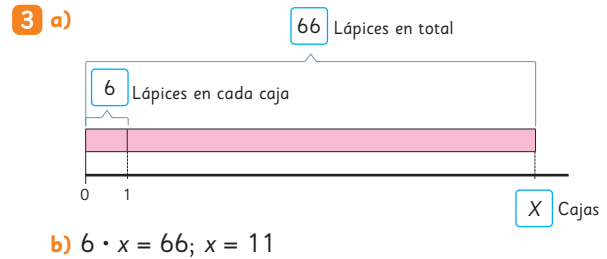 3 a)
66 Lápices en total
6 Lápices en cada caja
0 1
X Cajas
b) 6 · x = 66; x = 11